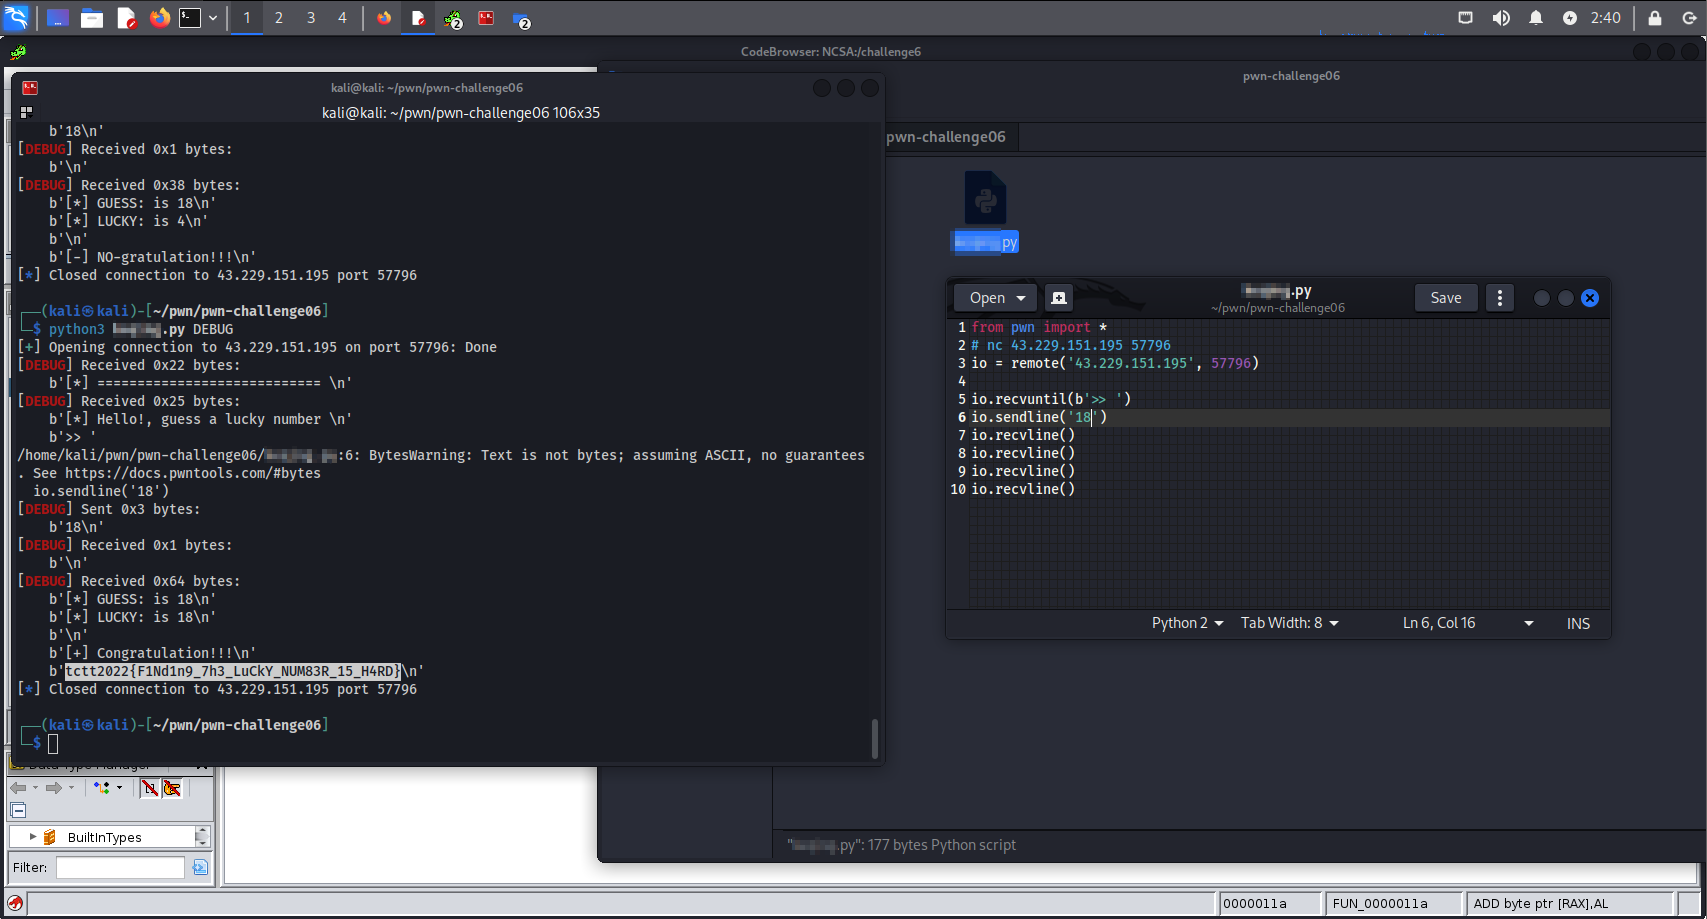 1 2 3 4
2 2
2:40
CodeBrowser: NCSA:/challenge6
pwn-challenge06
kali@kali: ~/pwn/pwn-challenge06
kali@kali: ~/pwn/pwn-challenge06 106x35
b'18\n'
[DEBUG] Received 0x1 bytes:
b'\n'
[DEBUG] Received 0x38 bytes:
b'[*] GUESS: is 18\n'
b'[*] LUCKY: is 4\n'
b'\n'
b'[-] NO-gratulation!!!\n'
[*] Closed connection to 43.229.151.195 port 57796
(kali㉿kali)-[~/pwn/pwn-challenge06]
$ python3 .py DEBUG
[+] Opening connection to 43.229.151.195 on port 57796: Done
[DEBUG] Received 0x22 bytes:
b'[*] ============================ \n'
[DEBUG] Received 0x25 bytes:
b'[*] Hello!, guess a lucky number \n'
b'>> '
/home/kali/pwn/pwn-challenge06/ :6: BytesWarning: Text is not bytes; assuming ASCII, no guarantees
. See https://docs.pwntools.com/#bytes
io.sendline('18')
[DEBUG] Sent 0x3 bytes:
b'18\n'
[DEBUG] Received 0x1 bytes:
b'\n'
[DEBUG] Received 0x64 bytes:
b'[*] GUESS: is 18\n'
b'[*] LUCKY: is 18\n'
b'\n'
b'[+] Congratulation!!!\n'
b'tctt2022{F1Nd1n9_7h3_LuCkY_NUM83R_15_H4RD}\n'
[*] Closed connection to 43.229.151.195 port 57796
(kali㉿kali)-[~/pwn/pwn-challenge06]
$
pwn-challenge06
.py
Open
.py
~/pwn/pwn-challenge06
Save
1 from pwn import *
2 # nc 43.229.151.195 57796
3 io = remote('43.229.151.195', 57796)
4
5 io.recvuntil(b'>> ')
6 io.sendline('18')
7 io.recvline()
8 io.recvline()
9 io.recvline()
10 io.recvline()
Python 2 Tab Width: 8 Ln 6, Col 16 INS
".py": 177 bytes Python script
Data Type Manager
BuiltInTypes
Filter:
0000011a FUN_0000011a ADD byte ptr [RAX],AL